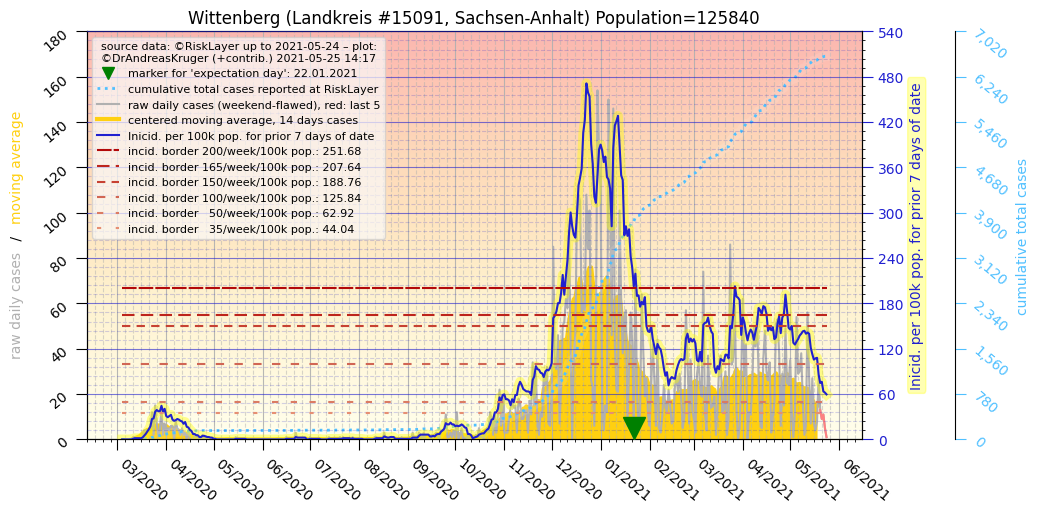 Wittenberg (Landkreis #15091, Sachsen-Anhalt) Population=125840
source data: ©RiskLayer up to 2021-05-24 – plot:
©DrAndreasKruger (+contrib.) 2021-05-25 14:17
marker for 'expectation day': 22.01.2021
cumulative total cases reported at RiskLayer
raw daily cases (weekend-flawed), red: last 5
centered moving average, 14 days cases
Inicid. per 100k pop. for prior 7 days of date
incid. border 200/week/100k pop.: 251.68
incid. border 165/week/100k pop.: 207.64
incid. border 150/week/100k pop.: 188.76
incid. border 100/week/100k pop.: 125.84
incid. border 50/week/100k pop.: 62.92
incid. border 35/week/100k pop.: 44.04
raw daily cases / moving average
180
160
140
120
100
80
60
40
20
0
540
480
420
360
300
240
180
120
60
0
Inicid. per 100k pop. for prior 7 days of date
7,020
6,240
5,460
4,680
3,900
3,120
2,340
1,560
780
0
cumulative total cases
03/2020
04/2020
05/2020
06/2020
07/2020
08/2020
09/2020
10/2020
11/2020
12/2020
01/2021
02/2021
03/2021
04/2021
05/2021
06/2021